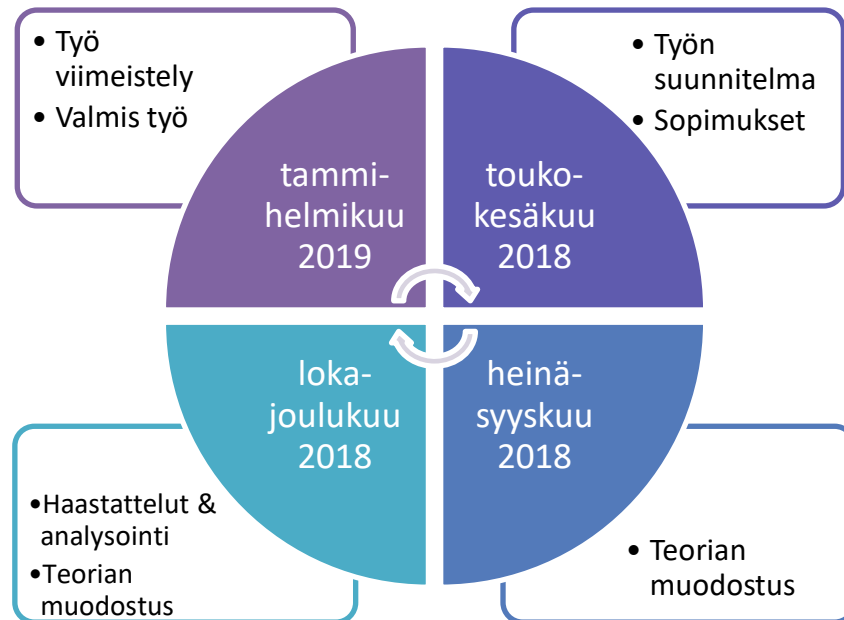 • Työ
viimeistely
• Valmis työ
• Työn
suunnitelma
• Sopimukset
tammi-
helmikuu
2019
touko-
kesäkuu
2018
loka-
joulukuu
2018
heinä-
syyskuu
2018
•Haastattelut &
analysointi
•Teorian
muodostus
• Teorian
muodostus